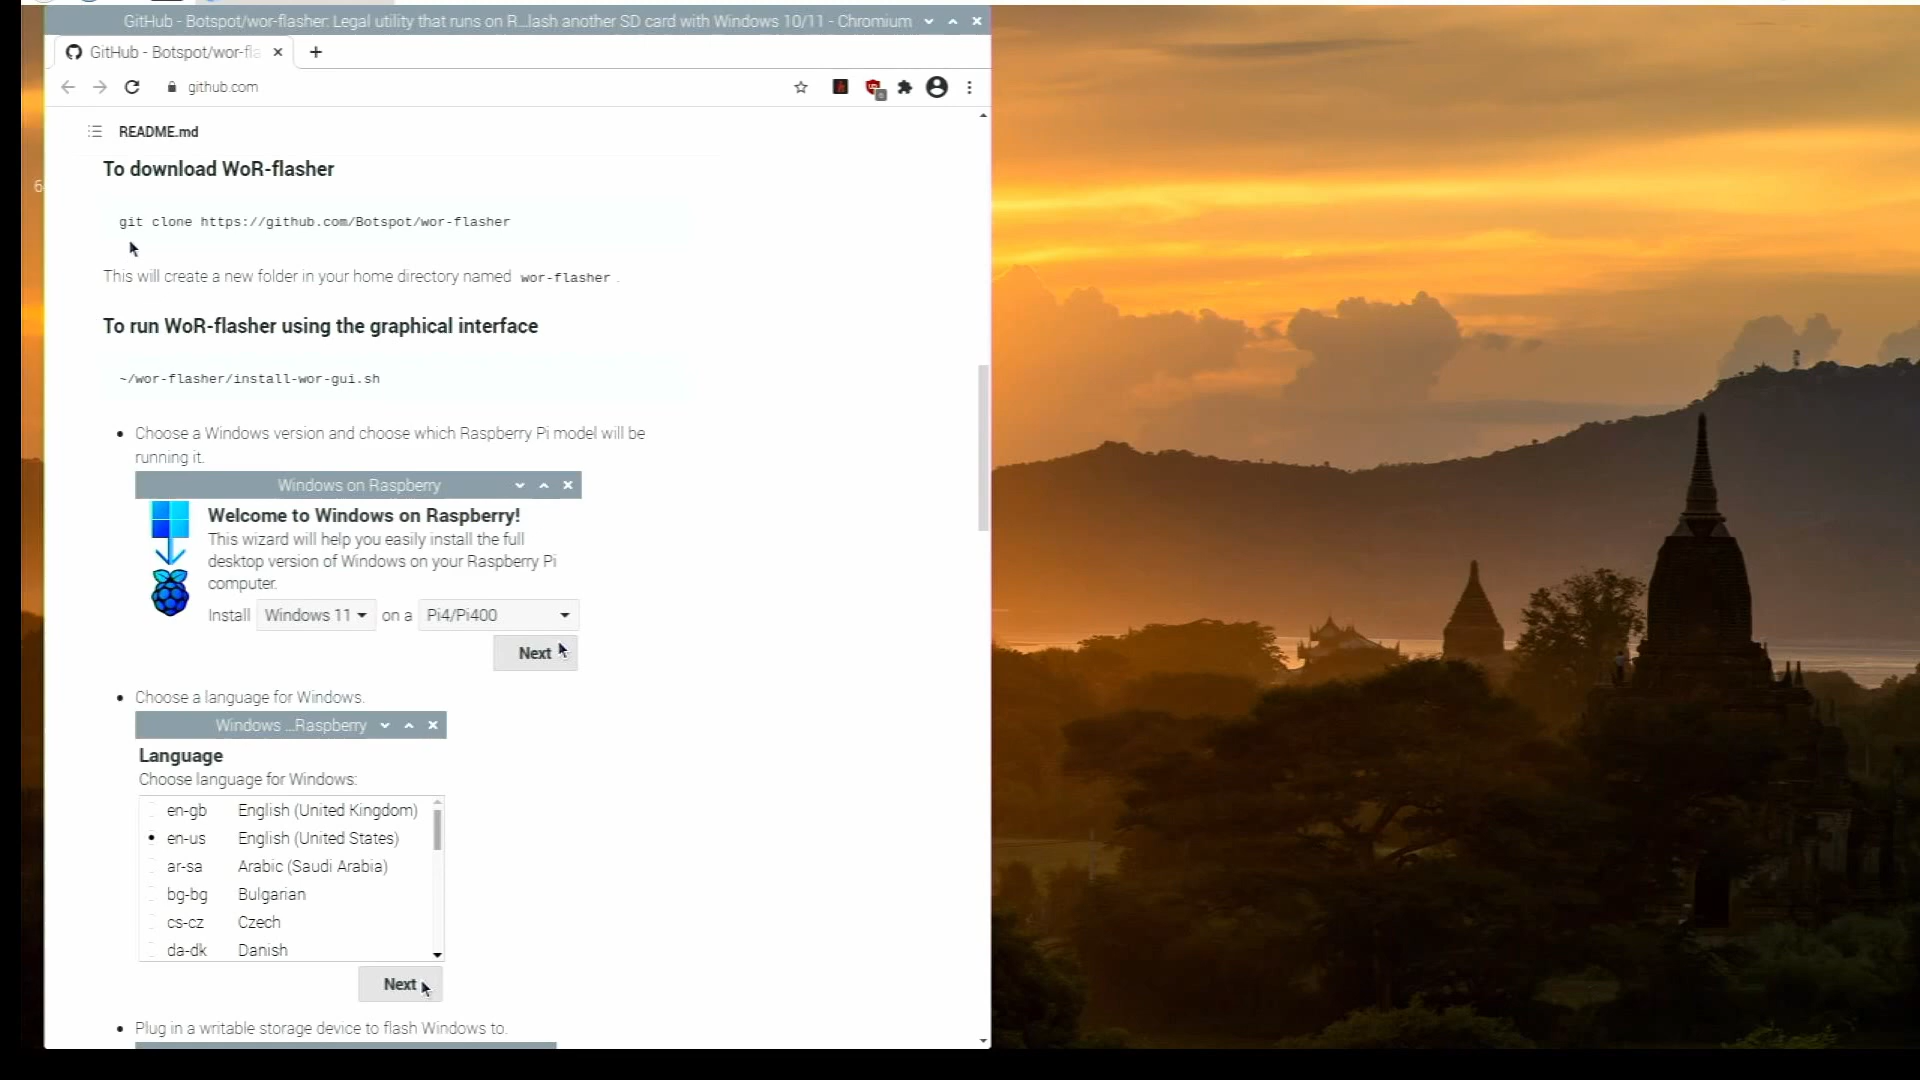 GitHub - Botspot/wor-flasher: Legal utility that runs on R...lash another SD card with Windows 10/11 - Chromium
GitHub - Botspot/wor-fla
github.com
README.md
To download WoR-flasher
git clone https://github.com/Botspot/wor-flasher
This will create a new folder in your home directory named wor-flasher .
To run WoR-flasher using the graphical interface
~/wor-flasher/install-wor-gui.sh
Choose a Windows version and choose which Raspberry Pi model will be
running it.
Windows on Raspberry
Welcome to Windows on Raspberry!
This wizard will help you easily install the full
desktop version of Windows on your Raspberry Pi
computer.
Install Windows 11 on a Pi4/Pi400
Next
Choose a language for Windows.
Windows ...Raspberry
Language
Choose language for Windows:
en-gb English (United Kingdom)
en-us English (United States)
ar-sa Arabic (Saudi Arabia)
bg-bg Bulgarian
cs-cz Czech
da-dk Danish
Next
Plug in a writable storage device to flash Windows to.